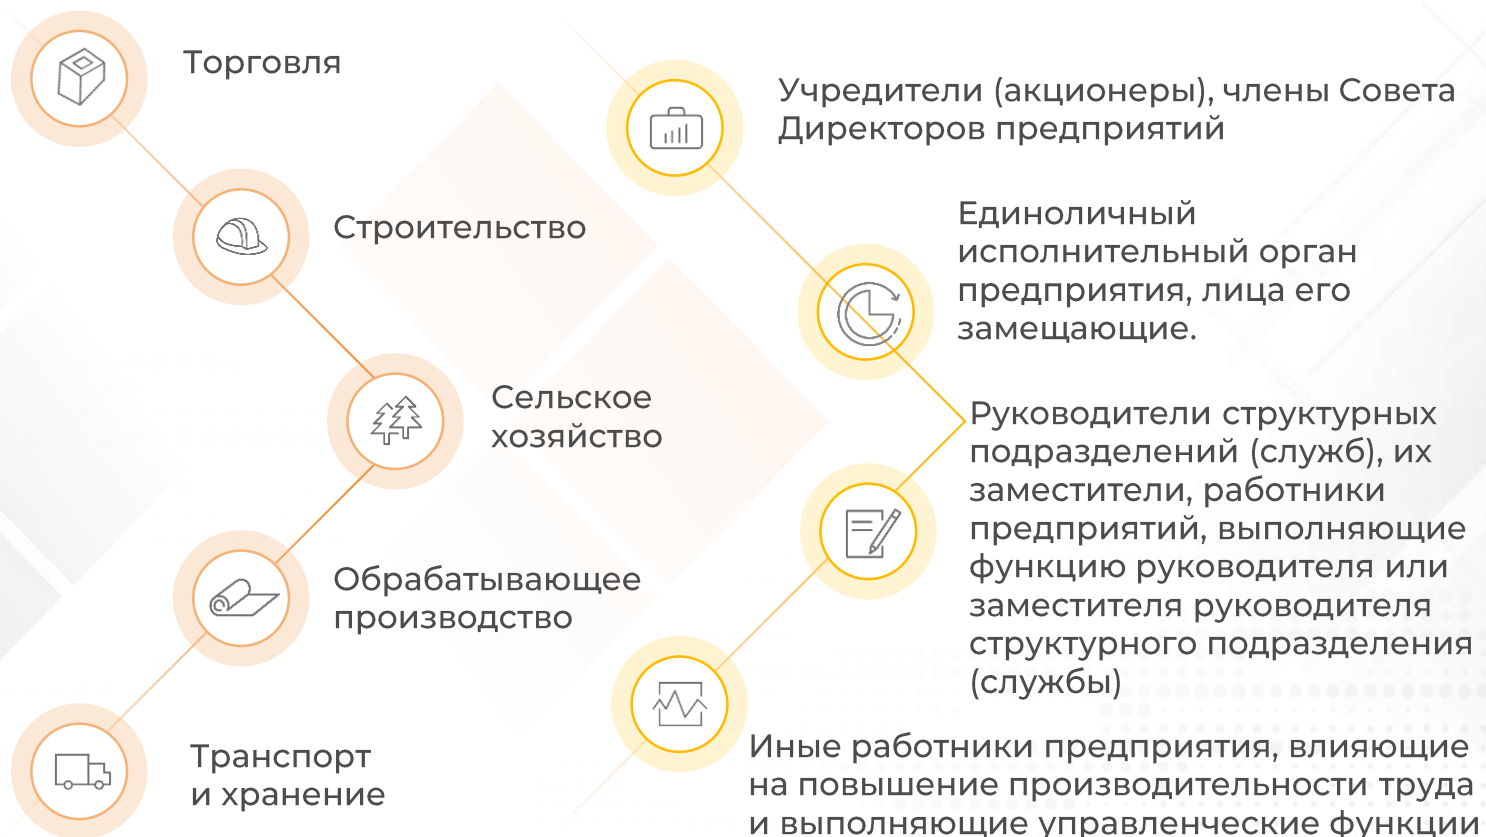 Торговля
Строительство
Сельское
хозяйство
Обрабатывающее
производство
Транспорт
и хранение
Учредители (акционеры), члены Совета
Директоров предприятий
Единоличный
исполнительный орган
предприятия, лица его
замещающие.
Руководители структурных
подразделений (служб), их
заместители, работники
предприятий, выполняющие
функцию руководителя или
заместителя руководителя
структурного подразделения
(службы)
Иные работники предприятия, влияющие
на повышение производительности труда
и выполняющие управленческие функции